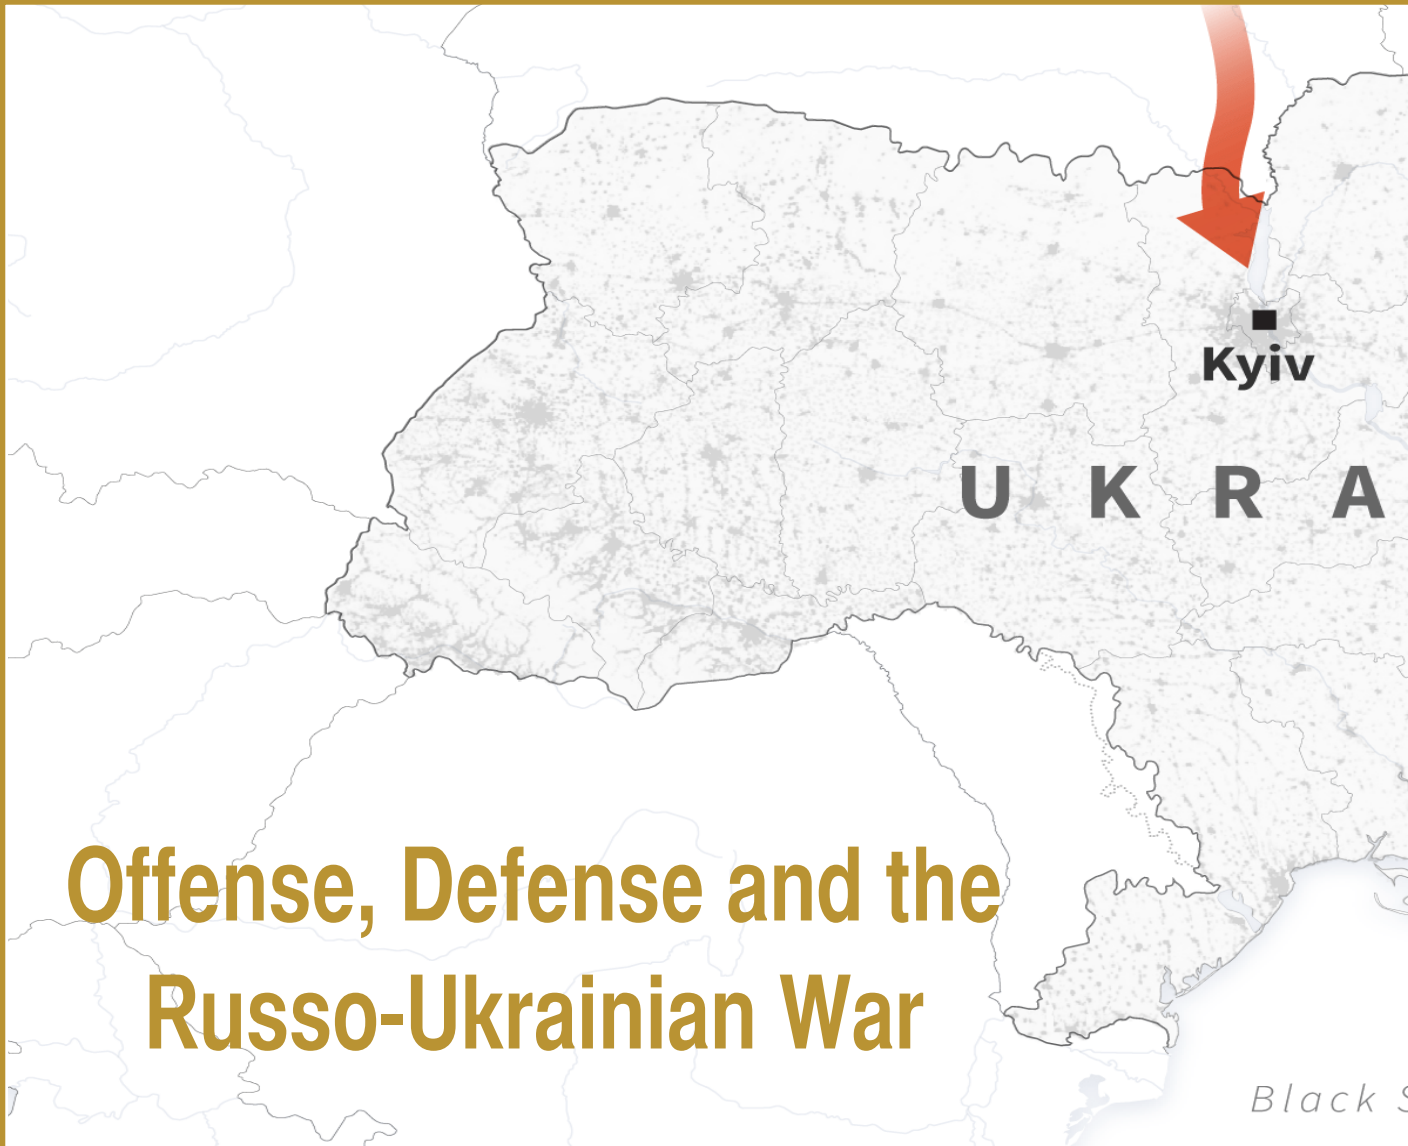 Kyiv
U K R A
Offense, Defense and the
Russo-Ukrainian War
Black S